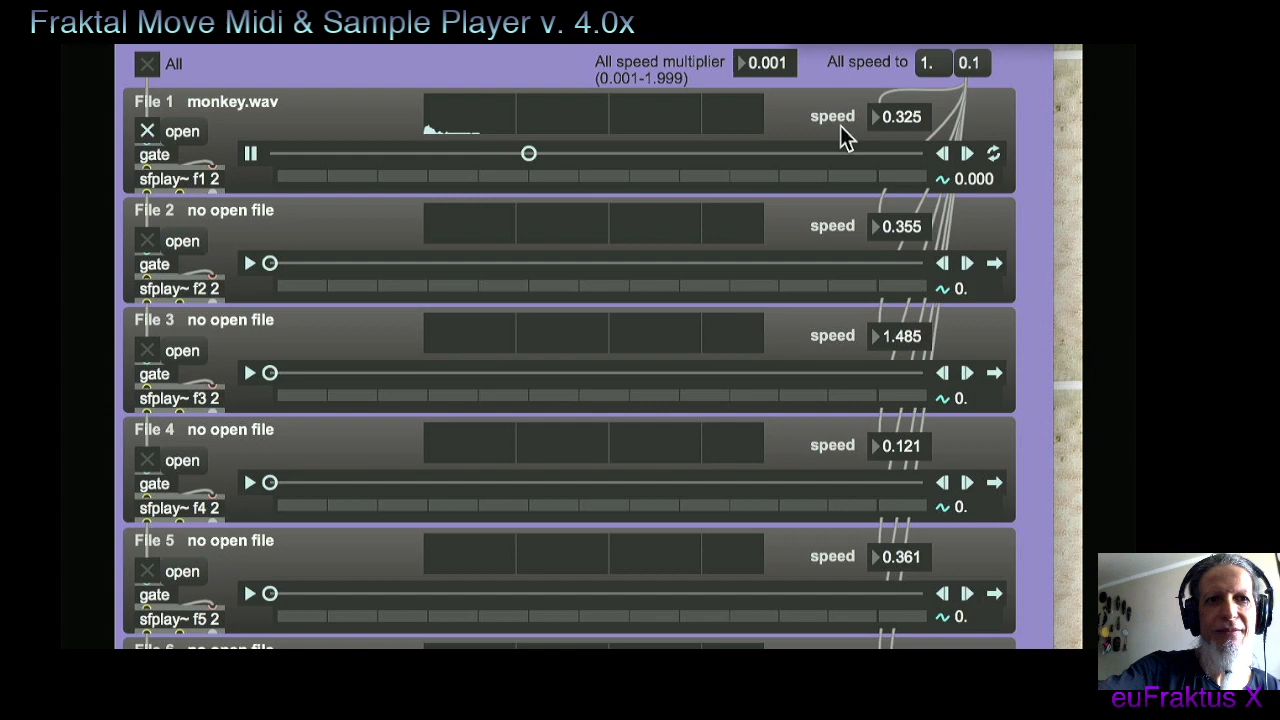 Fraktal Move Midi & Sample Player v. 4.0x
All
All speed multiplier
(0.001-1.999)
0.001
All speed to
1.
0.1
File 1 monkey.wav
open
gate
sfplay~ f1 2
speed
0.325
0.000
File 2 no open file
open
gate
sfplay~ f2 2
speed
0.355
0.
File 3 no open file
open
gate
sfplay~ f3 2
speed
1.485
0.
File 4 no open file
open
gate
sfplay~ f4 2
speed
0.121
0.
File 5 no open file
open
gate
sfplay~ f5 2
speed
0.361
0.
euFraktus X